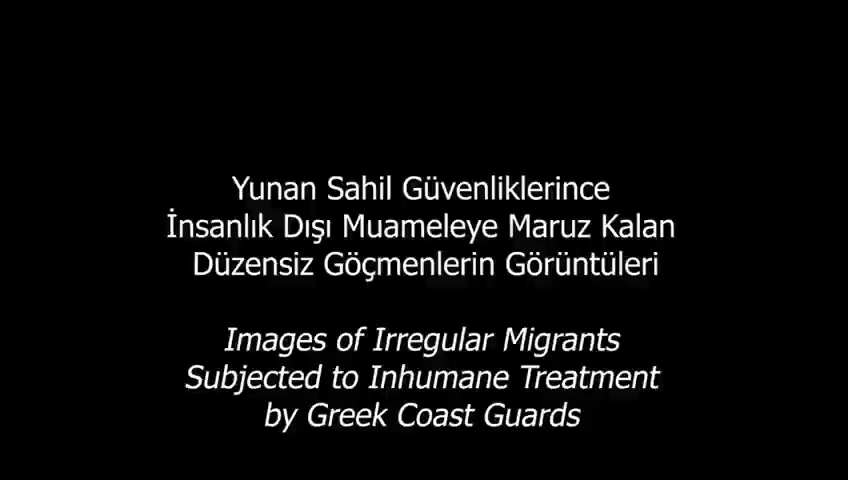 Yunan Sahil Güvenliklerince
İnsanlık Dışı Muameleye Maruz Kalan
Düzensiz Göçmenlerin Görüntüleri
Images of Irregular Migrants
Subjected to Inhumane Treatment
by Greek Coast Guards